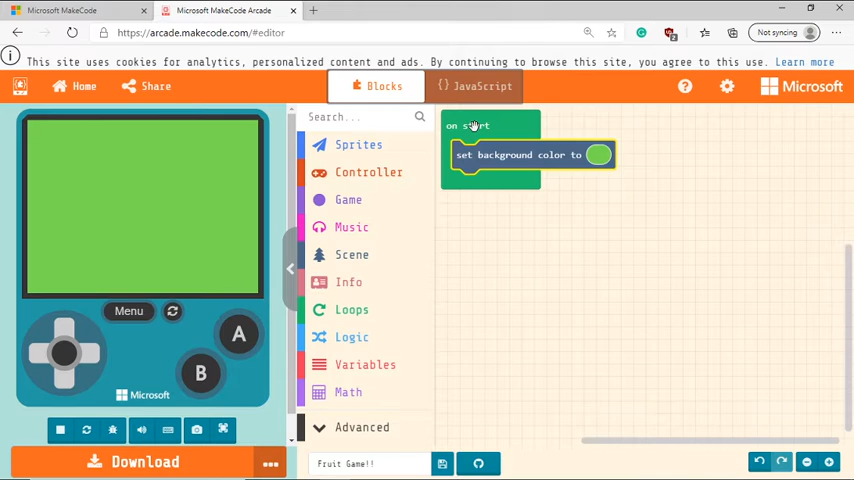 Microsoft MakeCode
Microsoft MakeCode Arcade
https://arcade.makecode.com/#editor
Not syncing
2
This site uses cookies for analytics, personalized content and ads. By continuing to browse this site, you agree to this use.
Learn more
Home
Share
Blocks
{} JavaScript
Microsoft
Search...
Sprites
Controller
Game
Music
Scene
Info
Loops
Logic
Variables
Math
Advanced
on start
set background color to
Menu
A
B
Microsoft
Download
Fruit Game!!